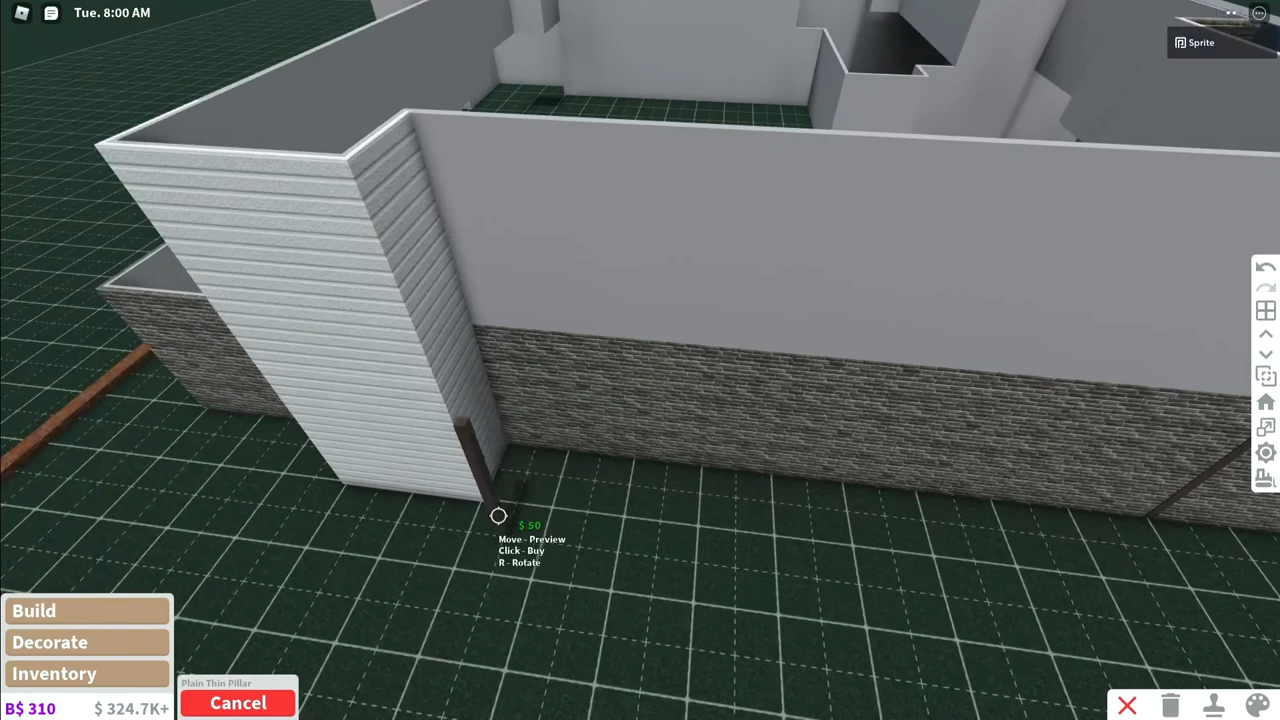 Tue. 8:00 AM
Sprite
$ 50
Move - Preview
Click - Buy
R - Rotate
Build
Decorate
Inventory
Plain Thin Pillar
B$ 310
$ 324.7K+
Cancel